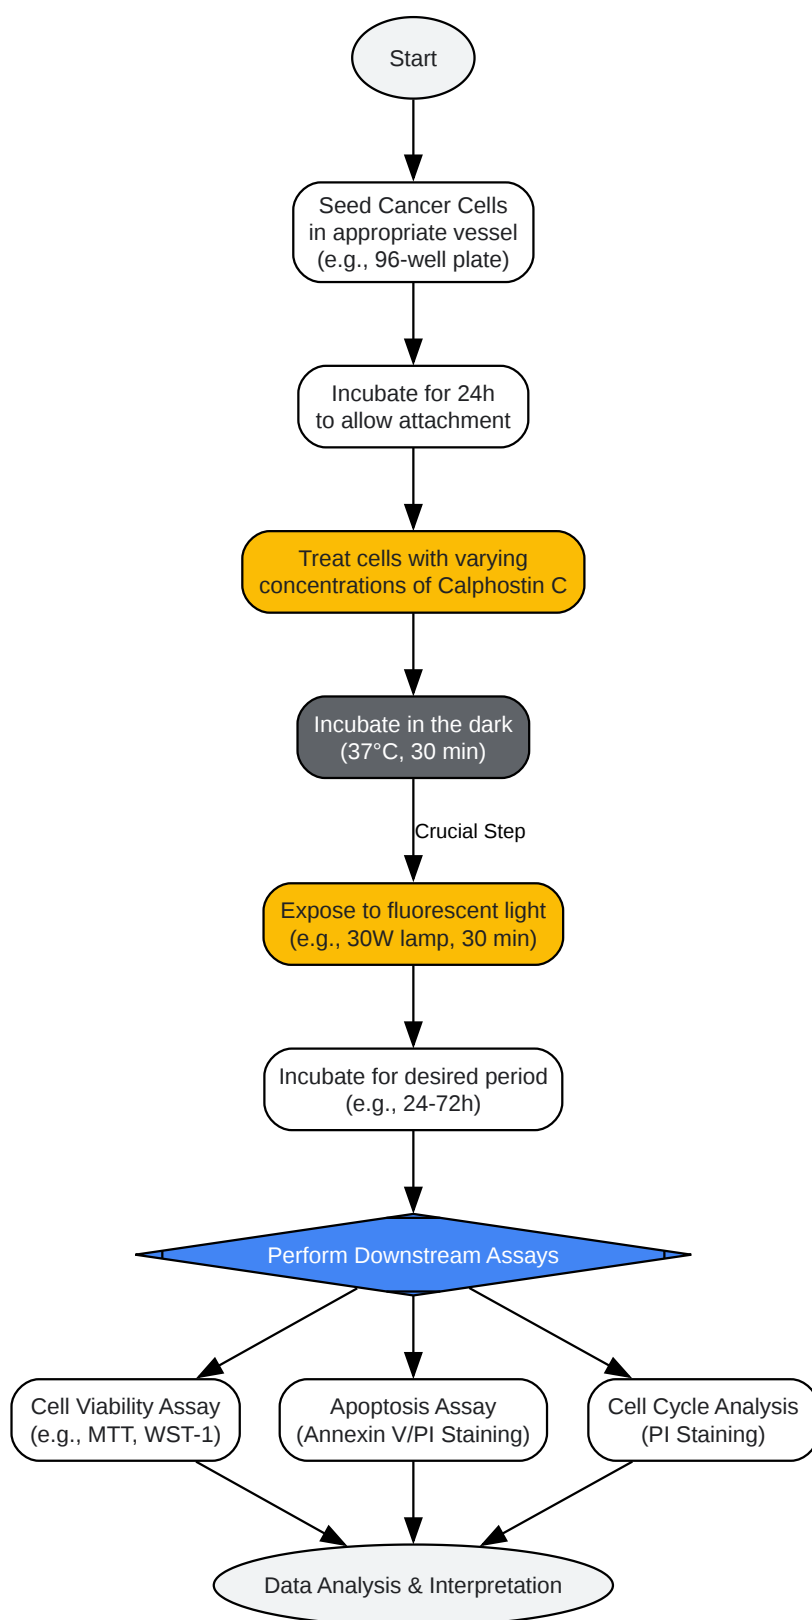 Start
Seed Cancer Cells
in appropriate vessel
(e.g., 96-well plate)
Incubate for 24h
to allow attachment
Treat cells with varying
concentrations of Calphostin C
Incubate in the dark
(37°C, 30 min)
Crucial Step
Expose to fluorescent light
(e.g., 30W lamp, 30 min)
Incubate for desired period
(e.g., 24-72h)
Perform Downstream Assays
Cell Viability Assay
(e.g., MTT, WST-1)
Apoptosis Assay
(Annexin V/PI Staining)
Cell Cycle Analysis
(PI Staining)
Data Analysis & Interpretation